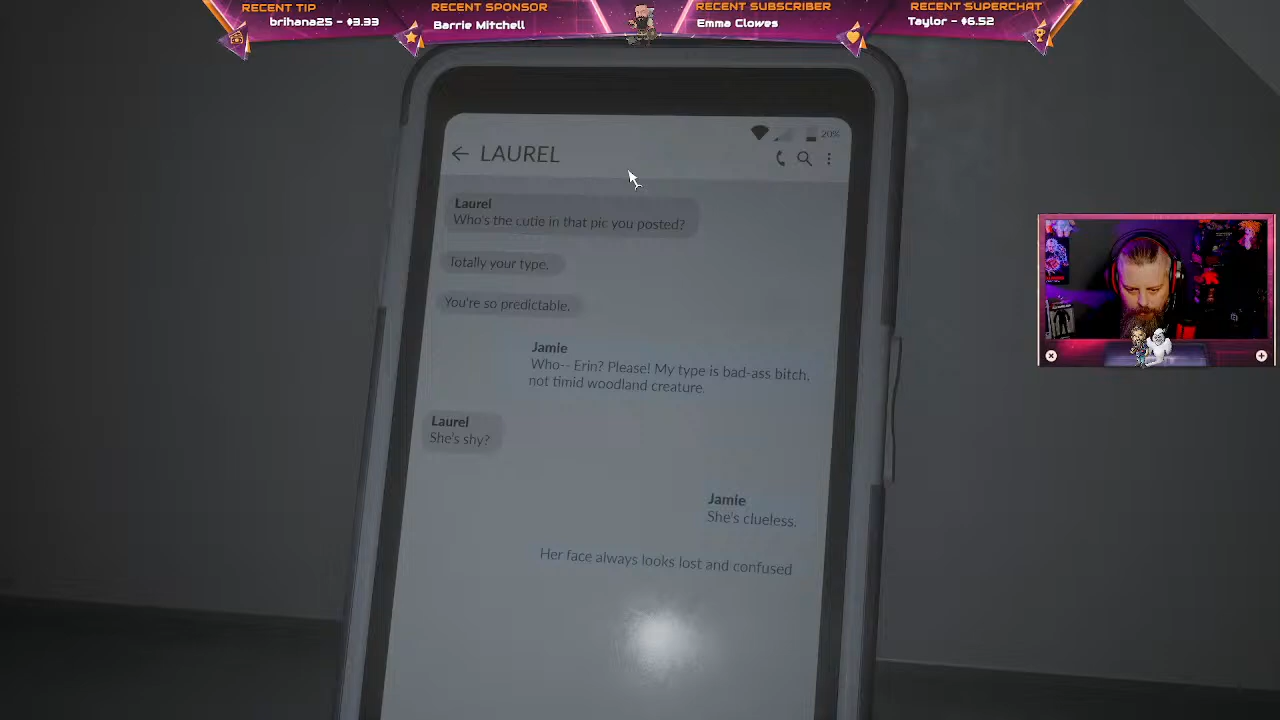 RECENT TIP
brihana25 - $3.33
RECENT SPONSOR
Barrie Mitchell
RECENT SUBSCRIBER
Emma Clowes
RECENT SUPERCHAT
Taylor - $6.52
20%
LAUREL
Laurel
Who's the cutie in that pic you posted?
Totally your type.
You're so predictable.
Jamie
Who-- Erin? Please! My type is bad-ass bitch,
not timid woodland creature.
Laurel
She's shy?
Jamie
She's clueless.
Her face always looks lost and confused